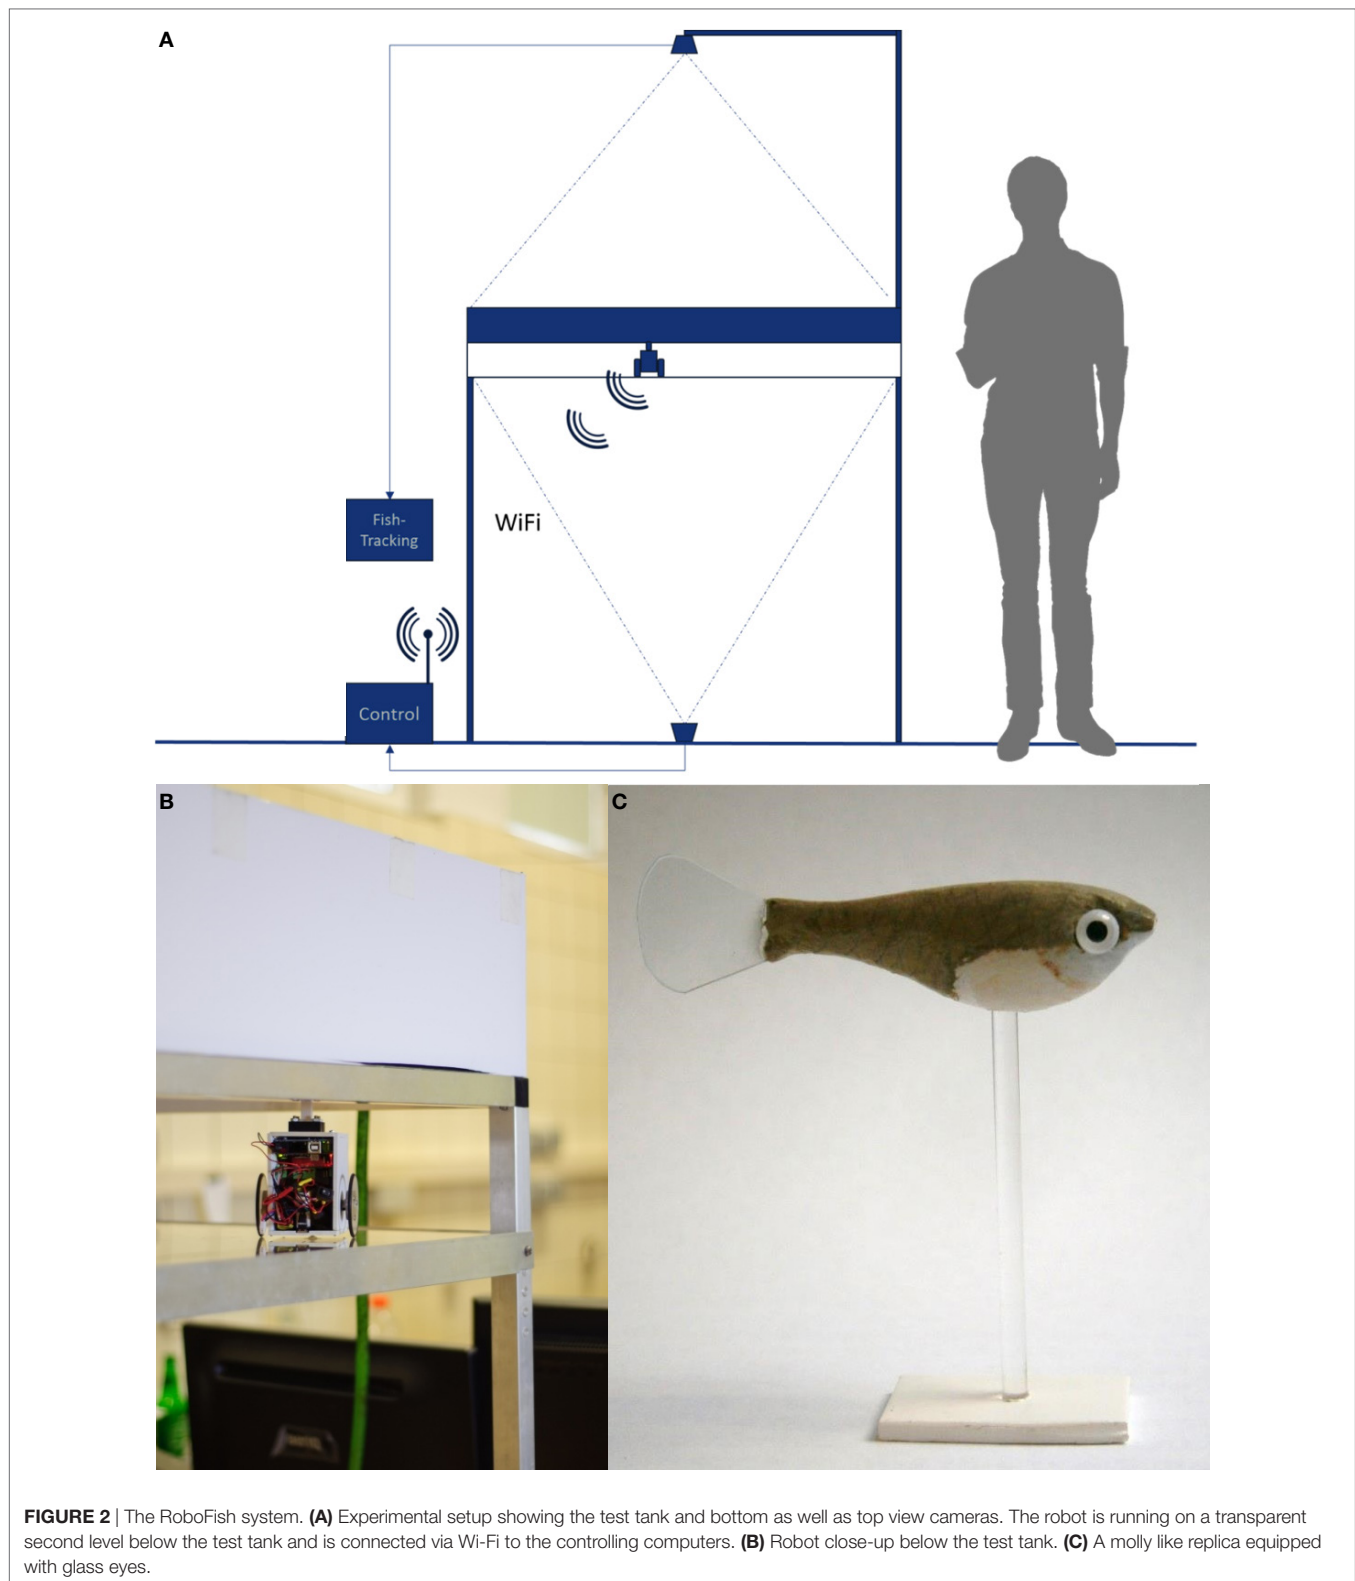 A
Fish-
Tracking
WiFi
Control
B
C
FIGURE 2 | The RoboFish system. (A) Experimental setup showing the test tank and bottom as well as top view cameras. The robot is running on a transparent
second level below the test tank and is connected via Wi-Fi to the controlling computers. (B) Robot close-up below the test tank. (C) A molly like replica equipped
with glass eyes.